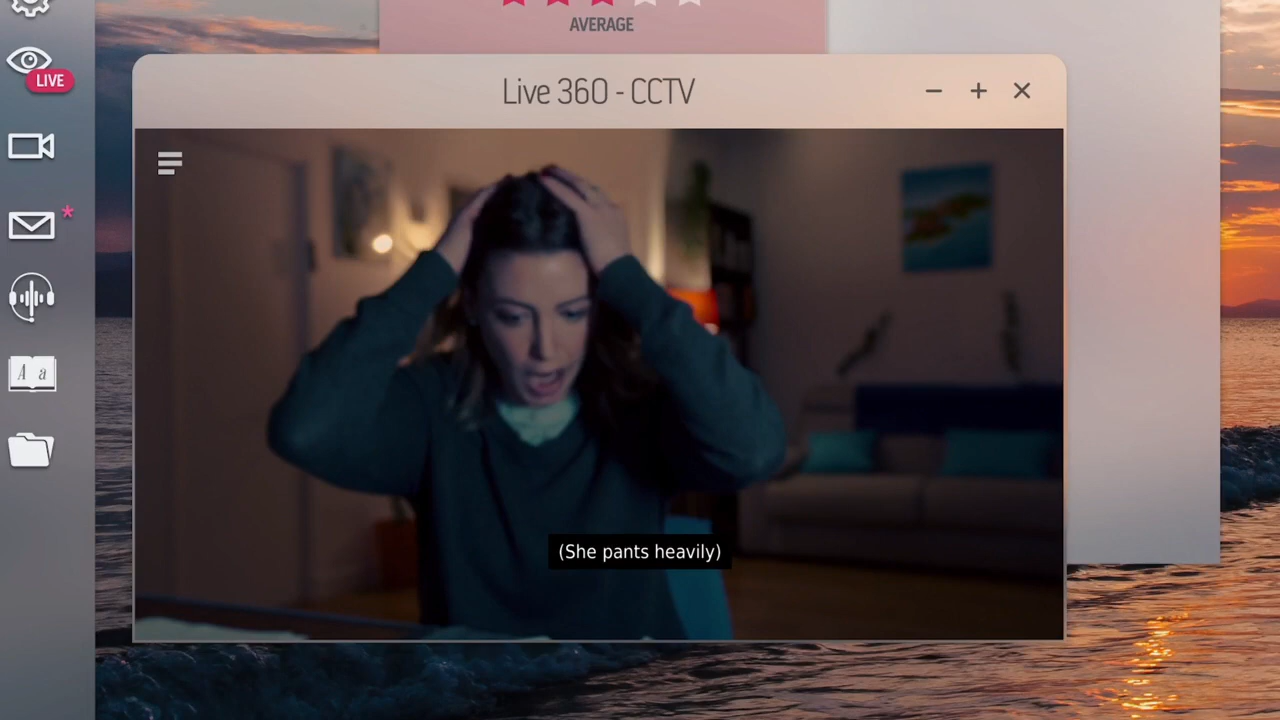 AVERAGE
LIVE
Live 360 - CCTV
A a
(She pants heavily)